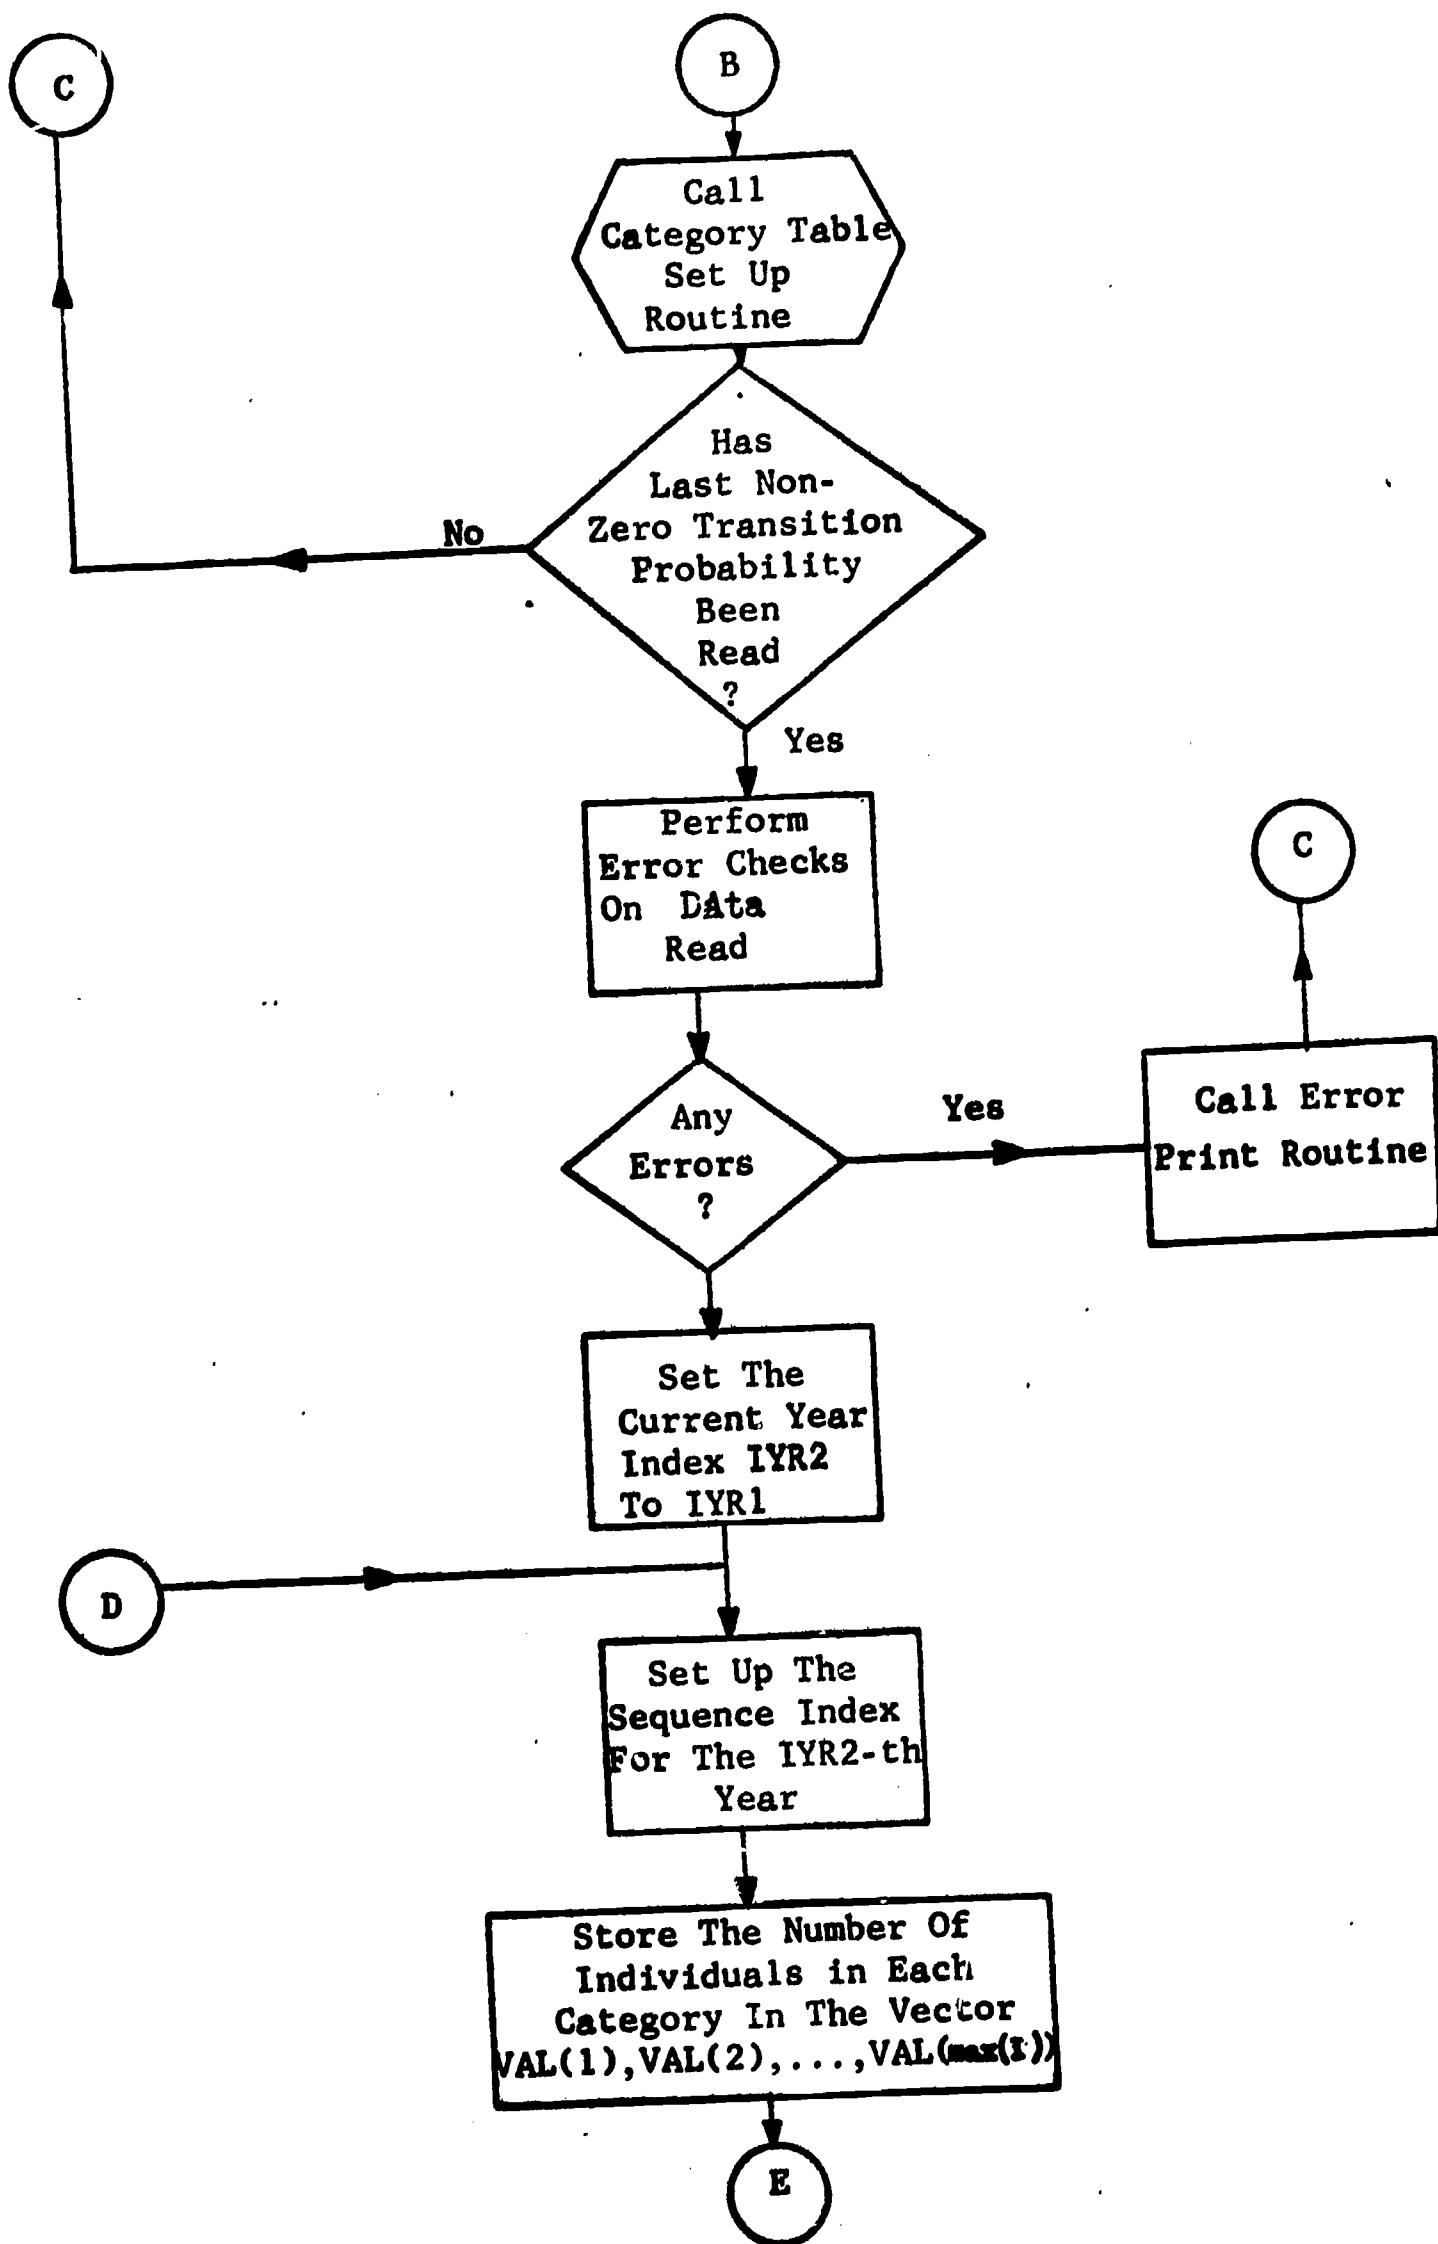 C
B
Call
Category Table
Set Up
Routine
Has
Last Non-
Zero Transition
Probability
Been
Read
?
No
Yes
Perform
Error Checks
On DAta
Read
C
Any
Errors
?
Yes
Call Error
Print Routine
Set The
Current Year
Index IYR2
To IYR1
D
Set Up The
Sequence Index
For The IYR2-th
Year
Store The Number Of
Individuals in Each
Category In The Vector
VAL(1),VAL(2),...,VAL(max(I))
E